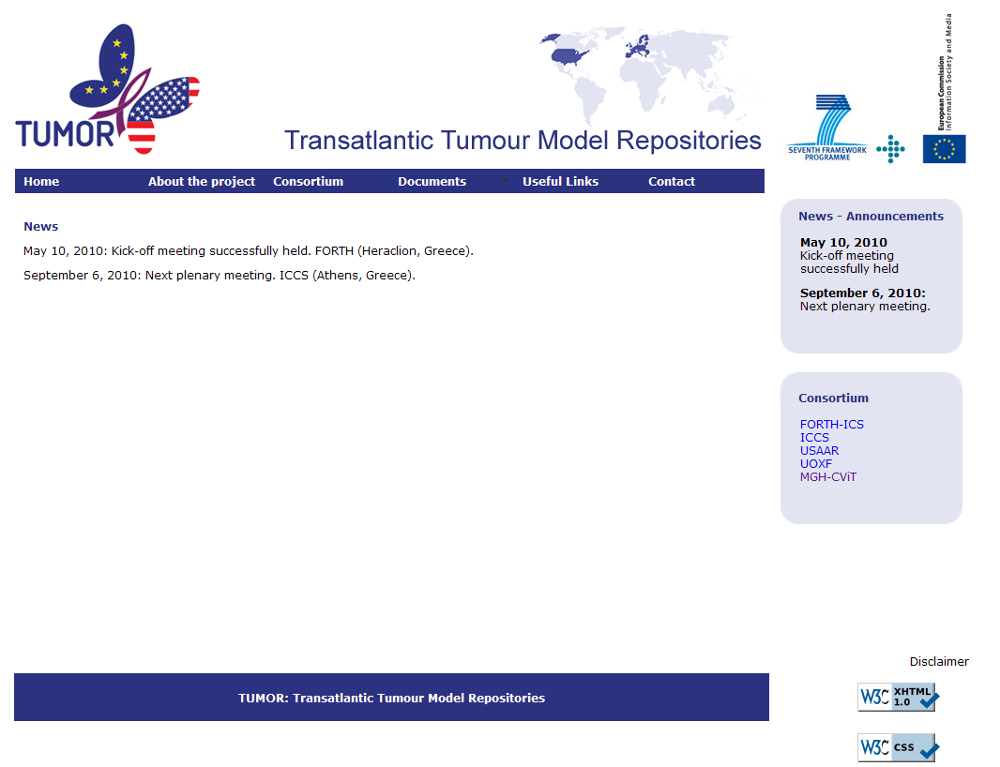 TUMOR
Transatlantic Tumour Model Repositories
SEVENTH FRAMEWORK
PROGRAMME
European Commission
Information Society and Media
Home
About the project
Consortium
Documents
Useful Links
Contact
News
May 10, 2010: Kick-off meeting successfully held. FORTH (Heraclion, Greece).
September 6, 2010: Next plenary meeting. ICCS (Athens, Greece).
News - Announcements
May 10, 2010
Kick-off meeting
successfully held
September 6, 2010:
Next plenary meeting.
Consortium
FORTH-ICS
ICCS
USAAR
UOXF
MGH-CViT
Disclaimer
TUMOR: Transatlantic Tumour Model Repositories
W3C XHTML
1.0
W3C CSS